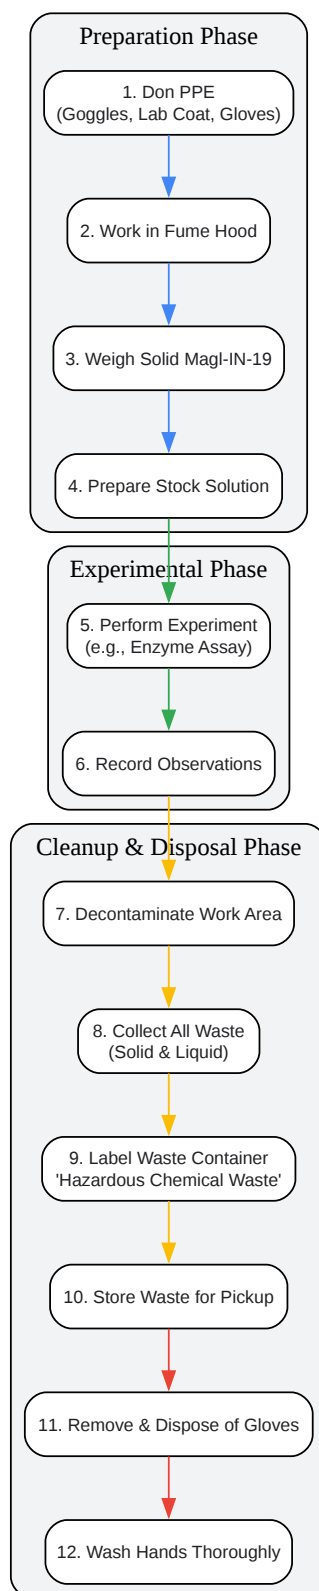 Preparation Phase
1. Don PPE
(Goggles, Lab Coat, Gloves)
2. Work in Fume Hood
3. Weigh Solid Magl-IN-19
4. Prepare Stock Solution
Experimental Phase
5. Perform Experiment
(e.g., Enzyme Assay)
6. Record Observations
Cleanup & Disposal Phase
7. Decontaminate Work Area
8. Collect All Waste
(Solid & Liquid)
9. Label Waste Container
'Hazardous Chemical Waste'
10. Store Waste for Pickup
11. Remove & Dispose of Gloves
12. Wash Hands Thoroughly